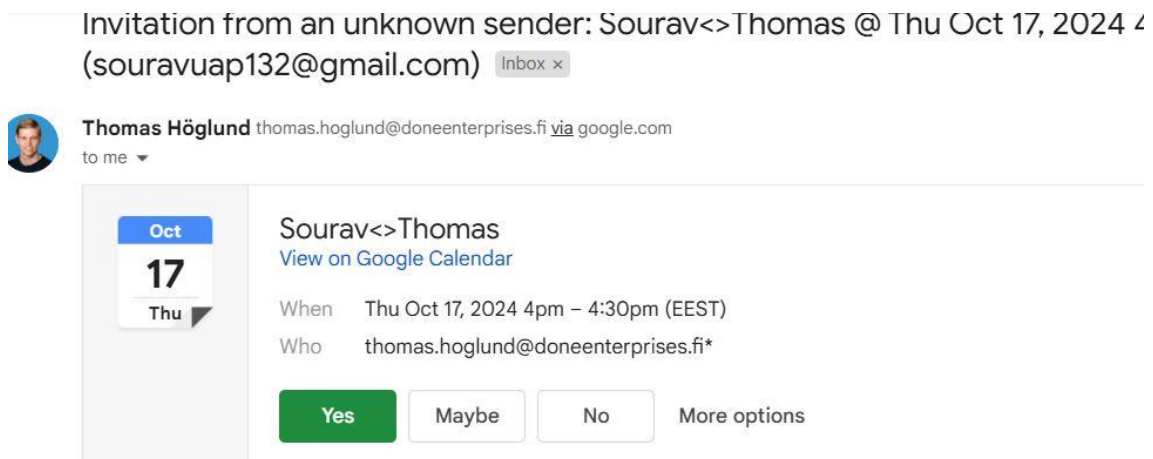 Invitation from an unknown sender: Sourav<>Thomas @ Thu Oct 17, 2024 4
(souravuap132@gmail.com) Inbox ×
Thomas Höglund thomas.hoglund@doneenterprises.fi via google.com
to me
Oct
17
Thu
Sourav<>Thomas
View on Google Calendar
When Thu Oct 17, 2024 4pm – 4:30pm (EEST)
Who thomas.hoglund@doneenterprises.fi*
Yes Maybe No More options